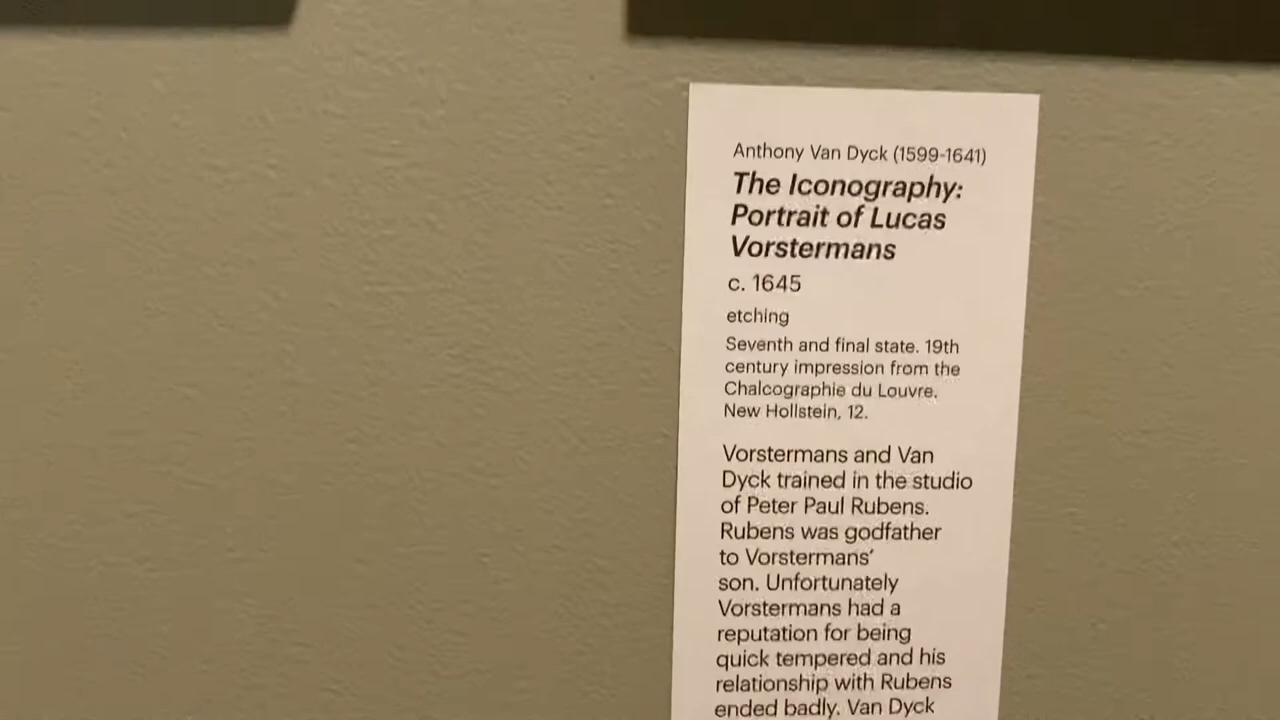 Anthony Van Dyck (1599-1641)
The Iconography:
Portrait of Lucas
Vorstermans
c. 1645
etching
Seventh and final state. 19th
century impression from the
Chalcographie du Louvre.
New Hollstein, 12.
Vorstermans and Van
Dyck trained in the studio
of Peter Paul Rubens.
Rubens was godfather
to Vorstermans’
son. Unfortunately
Vorstermans had a
reputation for being
quick tempered and his
relationship with Rubens
ended badly. Van Dyck